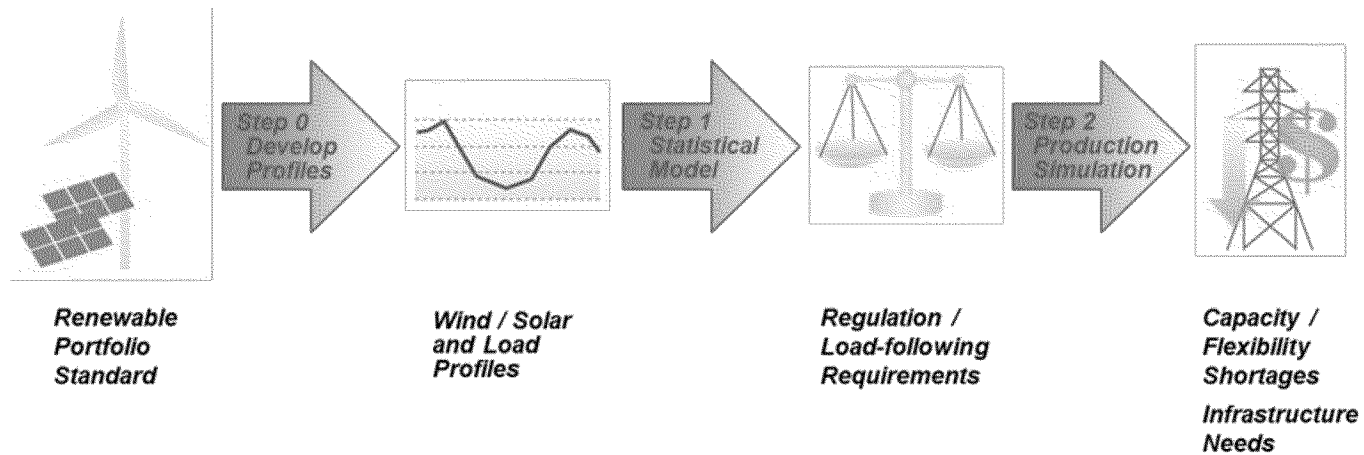 Step 0
Develop
Profiles
Step 1
Statistical
Model
Step 2
Production
Simulation
$
Renewable
Portfolio
Standard
Wind / Solar
and Load
Profiles
Regulation /
Load-following
Requirements
Capacity /
Flexibility
Shortages
Infrastructure
Needs